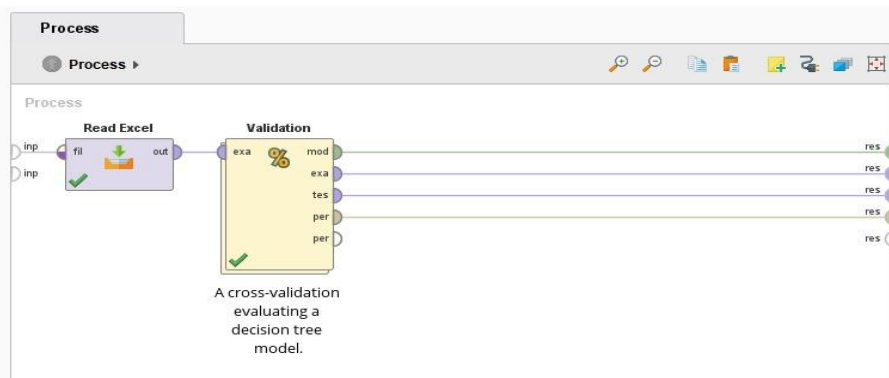 Process
Process
Process
Read Excel
Validation
inp
fil
out
inp
exa
mod
exa
tes
per
per
res
res
res
res
res
A cross-validation
evaluating a
decision tree
model.